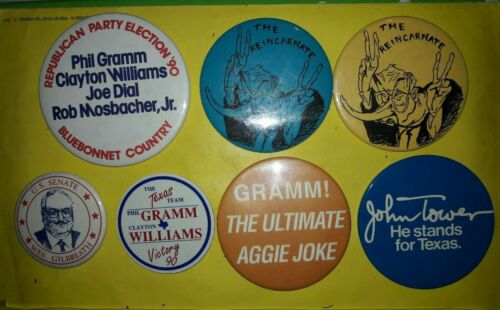 REPUBLICAN PARTY ELECTION '90
Phil Gramm
Clayton Williams
Joe Dial
Rob Mosbacher, Jr.
BLUEBONNET COUNTRY
THE
REINCARNATE
THE
REINCARNATE
U.S. SENATE
WES GILBREATH
THE
Texas
TEAM
PHIL
GRAMM
CLAYTON
WILLIAMS
Victory
90
GRAMM!
THE ULTIMATE
AGGIE JOKE
John Tower
He stands
for Texas.